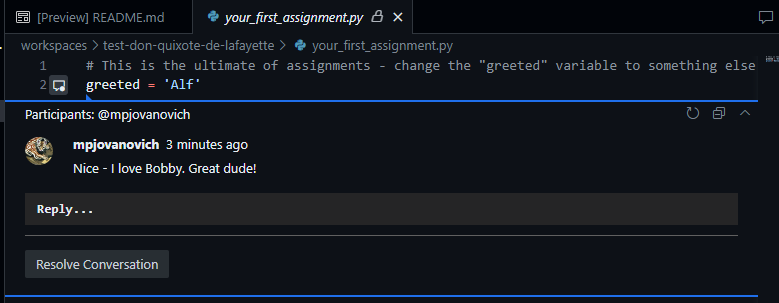 [Preview] README.md
your_first_assignment.py
workspaces > test-don-quixote-de-lafayette > your_first_assignment.py
1 # This is the ultimate of assignments - change the "greeted" variable to something else
2 greeted = 'Alf'
Participants: @mpjovanovich
mpjovanovich 3 minutes ago
Nice - I love Bobby. Great dude!
Reply...
Resolve Conversation